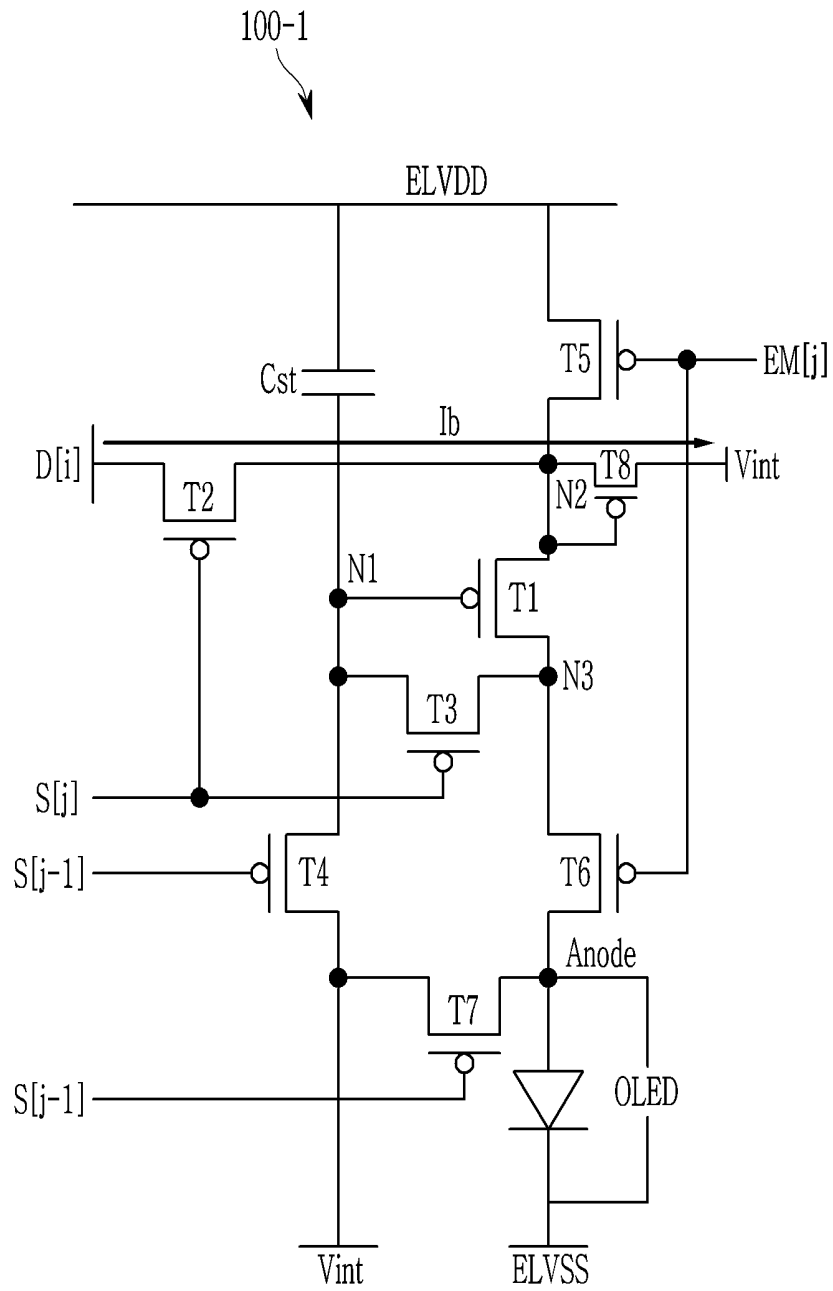 100-1
ELVDD
T5
EM[j]
Cst
Ib
D[i]
T2
T8
Vint
N2
N1
T1
N3
T3
S[j]
S[j-1]
T4
T6
Anode
T7
S[j-1]
OLED
Vint
ELVSS